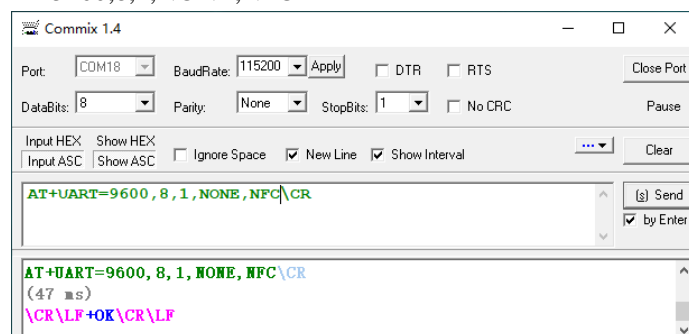 Commix 1.4
Port: COM18 BaudRate: 115200 Apply DTR RTS Close Port
DataBits: 8 Parity: None StopBits: 1 No CRC Pause
Input HEX Show HEX
Input ASC Show ASC Ignore Space New Line Show Interval ... Clear
AT+UART=9600,8,1,NONE,NFC\CR
(s) Send
by Enter
AT+UART=9600,8,1,NONE,NFC\CR
(47 ms)
\CR\LF+OK\CR\LF